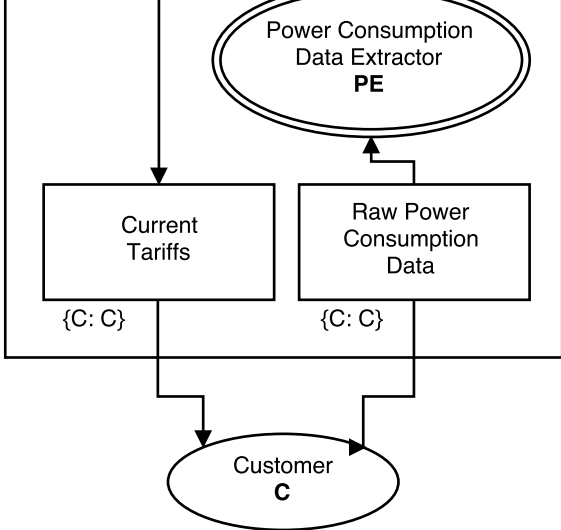 Power Consumption
Data Extractor
PE
Current
Tariffs
Raw Power
Consumption
Data
{C: C}
{C: C}
Customer
C